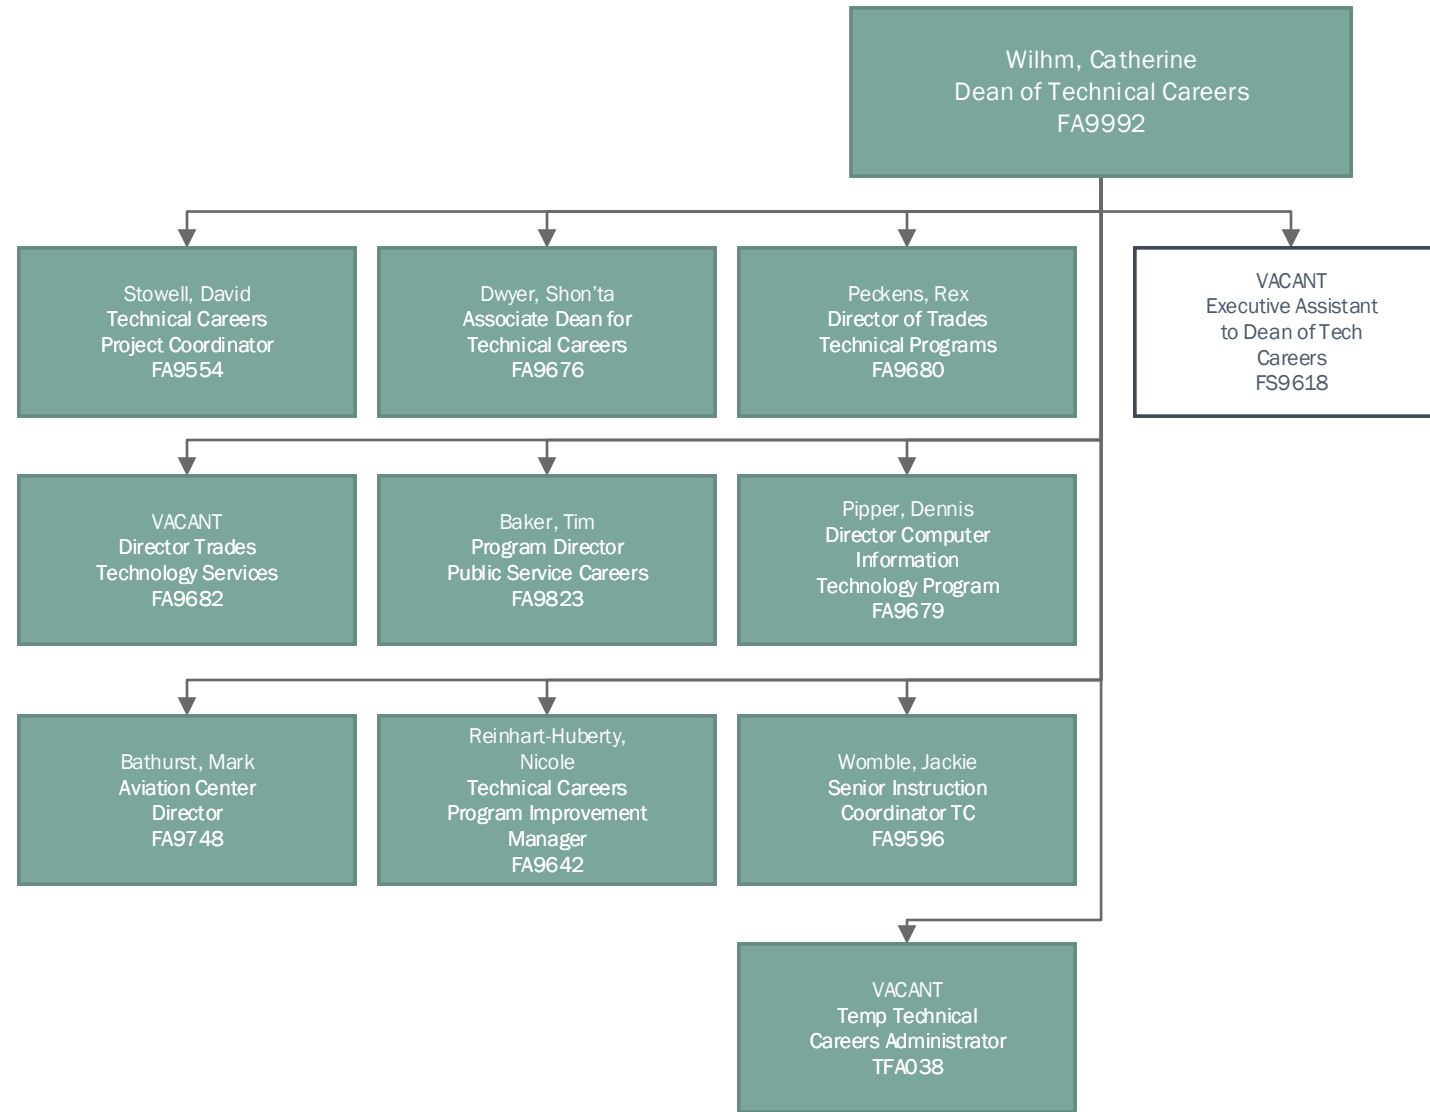 Wilhm, Catherine
Dean of Technical Careers
FA9992
Stowell, David
Technical Careers
Project Coordinator
FA9554
Dwyer, Shon’ta
Associate Dean for
Technical Careers
FA9676
Peckens, Rex
Director of Trades
Technical Programs
FA9680
VACANT
Executive Assistant
to Dean of Tech
Careers
FS9618
VACANT
Director Trades
Technology Services
FA9682
Baker, Tim
Program Director
Public Service Careers
FA9823
Pipper, Dennis
Director Computer
Information
Technology Program
FA9679
Bathurst, Mark
Aviation Center
Director
FA9748
Reinhart-Huberty,
Nicole
Technical Careers
Program Improvement
Manager
FA9642
Womble, Jackie
Senior Instruction
Coordinator TC
FA9596
VACANT
Temp Technical
Careers Administrator
TFA038